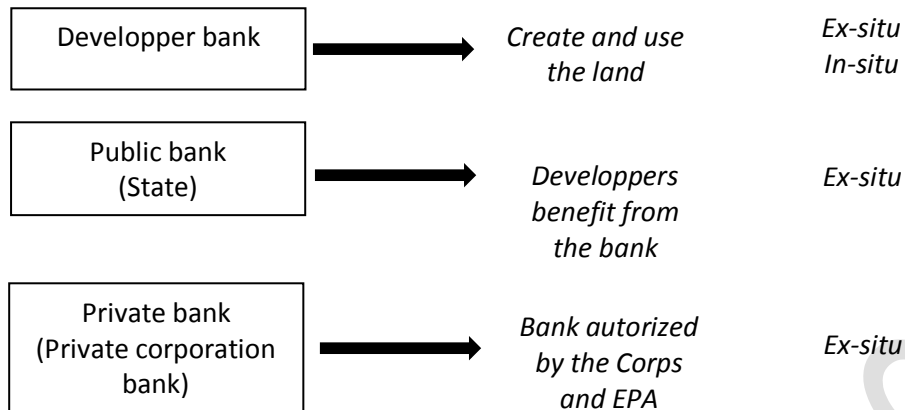 Developper bank
Create and use
the land
Ex-situ
In-situ
Public bank
(State)
Developpers
benefit from
the bank
Ex-situ
Private bank
(Private corporation
bank)
Bank autorized
by the Corps
and EPA
Ex-situ